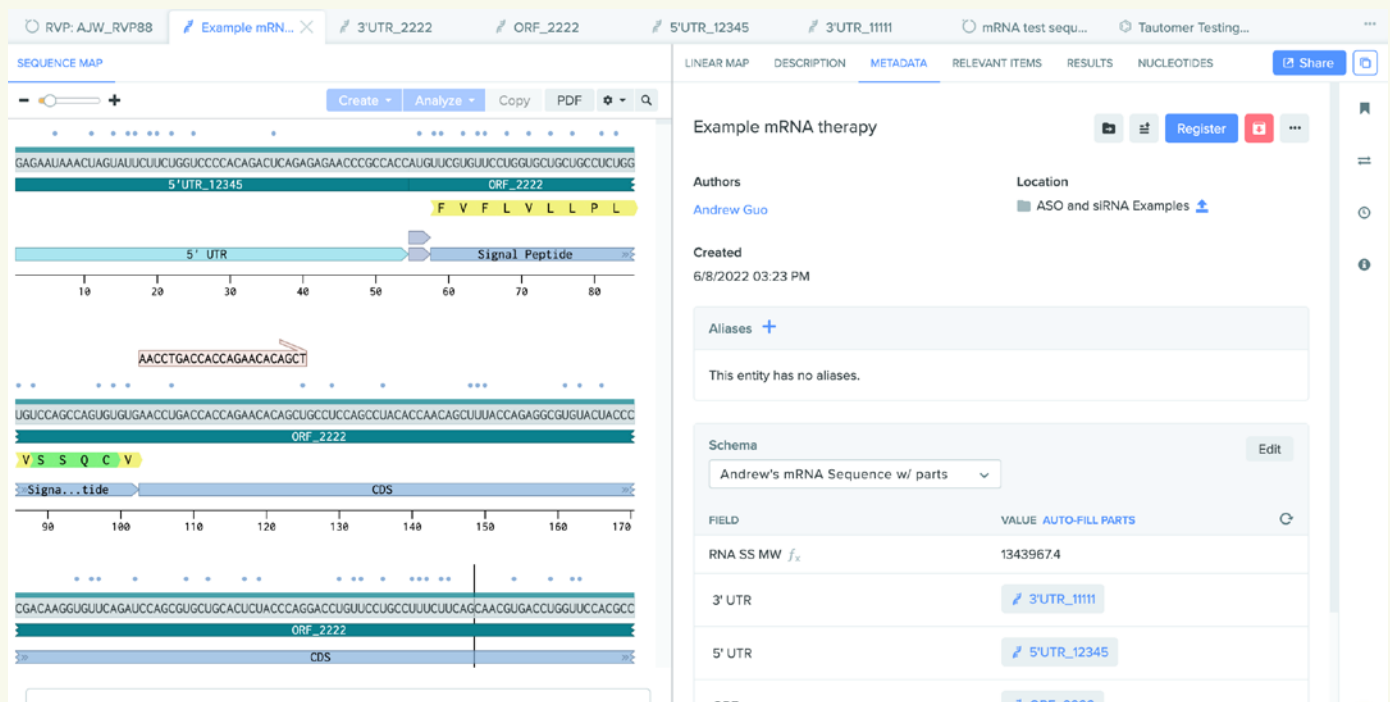 RVP: AJW_RVP88
Example mRN...
3'UTR_2222
ORF_2222
5'UTR_12345
3'UTR_11111
mRNA test sequ...
Tautomer Testing...
SEQUENCE MAP
Create
Analyze
Copy
PDF
GAGAAUAAACUAGUAUUCUUCUGGUCCCCACAGACUCAGAGAGAACCCGCCACCAUGUUCGUGUUCCUGGUGCUGCUGCCUCUGG
5'UTR_12345 ORF_2222
F V F L V L L P L
5' UTR Signal Peptide
10 20 30 40 50 60 70 80
AACCTGACCACCAGAACACAGCT
UGUCCAGCCAGUGUGUGAACCUGACCACCAGAACACAGCUGCCUCCAGCCUACACCAACAGCUUUACCAGAGGCGUGUACUACCC
ORF_2222
V S S Q C V
Signa...tide CDS
90 100 110 120 130 140 150 160 170
CGACAAGGUGUUCAGAUCCAGCGUGCUGCACUCUACCCAGGACCUGUUCCUGCCUUUCUUCAGCAACGUGACCUGGUUCCACGCC
ORF_2222
CDS
LINEAR MAP DESCRIPTION METADATA RELEVANT ITEMS RESULTS NUCLEOTIDES
Share
Example mRNA therapy
Register
Authors
Andrew Guo
Location
ASO and siRNA Examples
Created
6/8/2022 03:23 PM
Aliases +
This entity has no aliases.
Schema
Edit
Andrew's mRNA Sequence w/ parts
FIELD VALUE AUTO-FILL PARTS
RNA SS MW fx 1343967.4
3' UTR 3'UTR_11111
5' UTR 5'UTR_12345